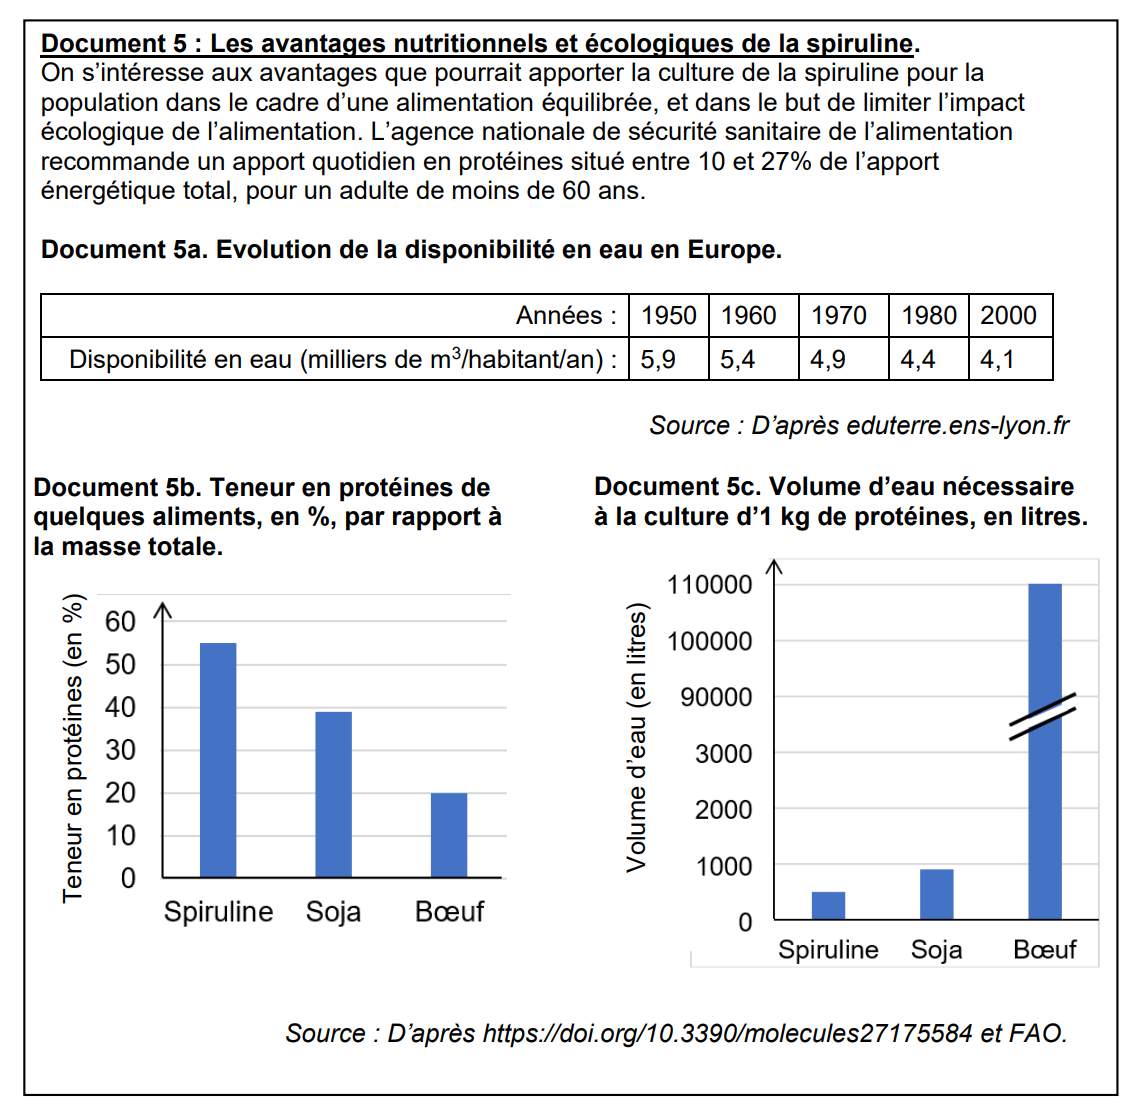 Document 5 : Les avantages nutritionnels et écologiques de la spiruline.
On s’intéresse aux avantages que pourrait apporter la culture de la spiruline pour la
population dans le cadre d’une alimentation équilibrée, et dans le but de limiter l’impact
écologique de l’alimentation. L’agence nationale de sécurité sanitaire de l’alimentation
recommande un apport quotidien en protéines situé entre 10 et 27% de l’apport
énergétique total, pour un adulte de moins de 60 ans.
Document 5a. Evolution de la disponibilité en eau en Europe.
Années : 1950 1960 1970 1980 2000
Disponibilité en eau (milliers de m³/habitant/an) : 5,9 5,4 4,9 4,4 4,1
Source : D’après eduterre.ens-lyon.fr
Document 5b. Teneur en protéines de
quelques aliments, en %, par rapport à
la masse totale.
Teneur en protéines (en %)
60
50
40
30
20
10
0
Spiruline Soja Bœuf
Document 5c. Volume d’eau nécessaire
à la culture d’1 kg de protéines, en litres.
Volume d’eau (en litres)
110000
100000
90000
3000
2000
1000
0
Spiruline Soja Bœuf
Source : D’après https://doi.org/10.3390/molecules27175584 et FAO.